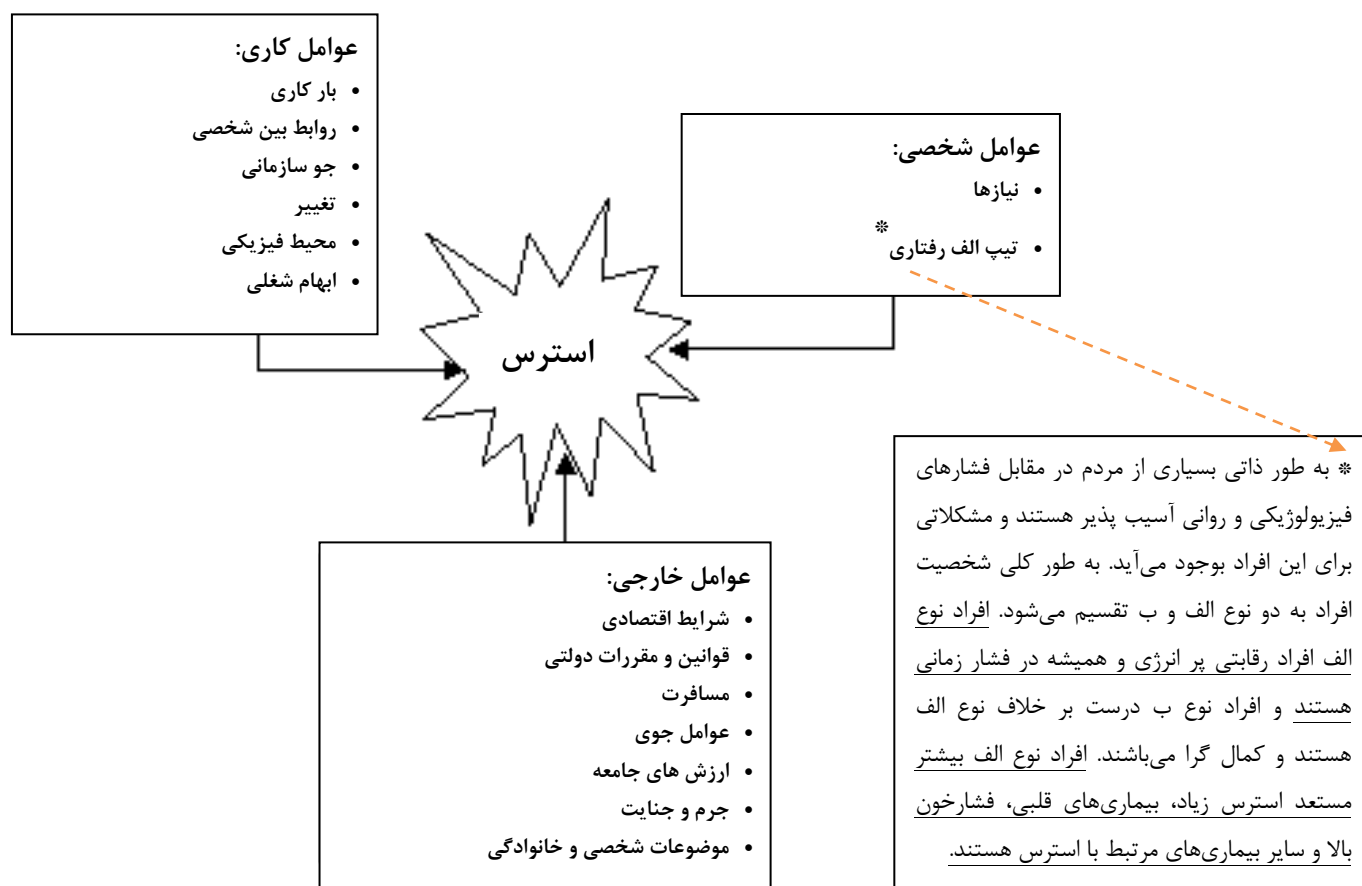 عوامل کاری:
• بار کاری
• روابط بین شخصی
• جو سازمانی
• تغییر
• محیط فیزیکی
• ابهام شغلی
عوامل شخصی:
• نیازها
• تیپ الف رفتاری*
استرس
عوامل خارجی:
• شرایط اقتصادی
• قوانین و مقررات دولتی
• مسافرت
• عوامل جوی
• ارزش های جامعه
• جرم و جنایت
• موضوعات شخصی و خانوادگی
* به طور ذاتی بسیاری از مردم در مقابل فشارهای
فیزیولوژیکی و روانی آسیب پذیر هستند و مشکلاتی
برای این افراد بوجود می‌آید. به طور کلی شخصیت
افراد به دو نوع الف و ب تقسیم می‌شود. افراد نوع
الف افراد رقابتی پر انرژی و همیشه در فشار زمانی
هستند و افراد نوع ب درست بر خلاف نوع الف
هستند و کمال گرا می‌باشند. افراد نوع الف بیشتر
مستعد استرس زیاد، بیماری‌های قلبی، فشارخون
بالا و سایر بیماری‌های مرتبط با استرس هستند.